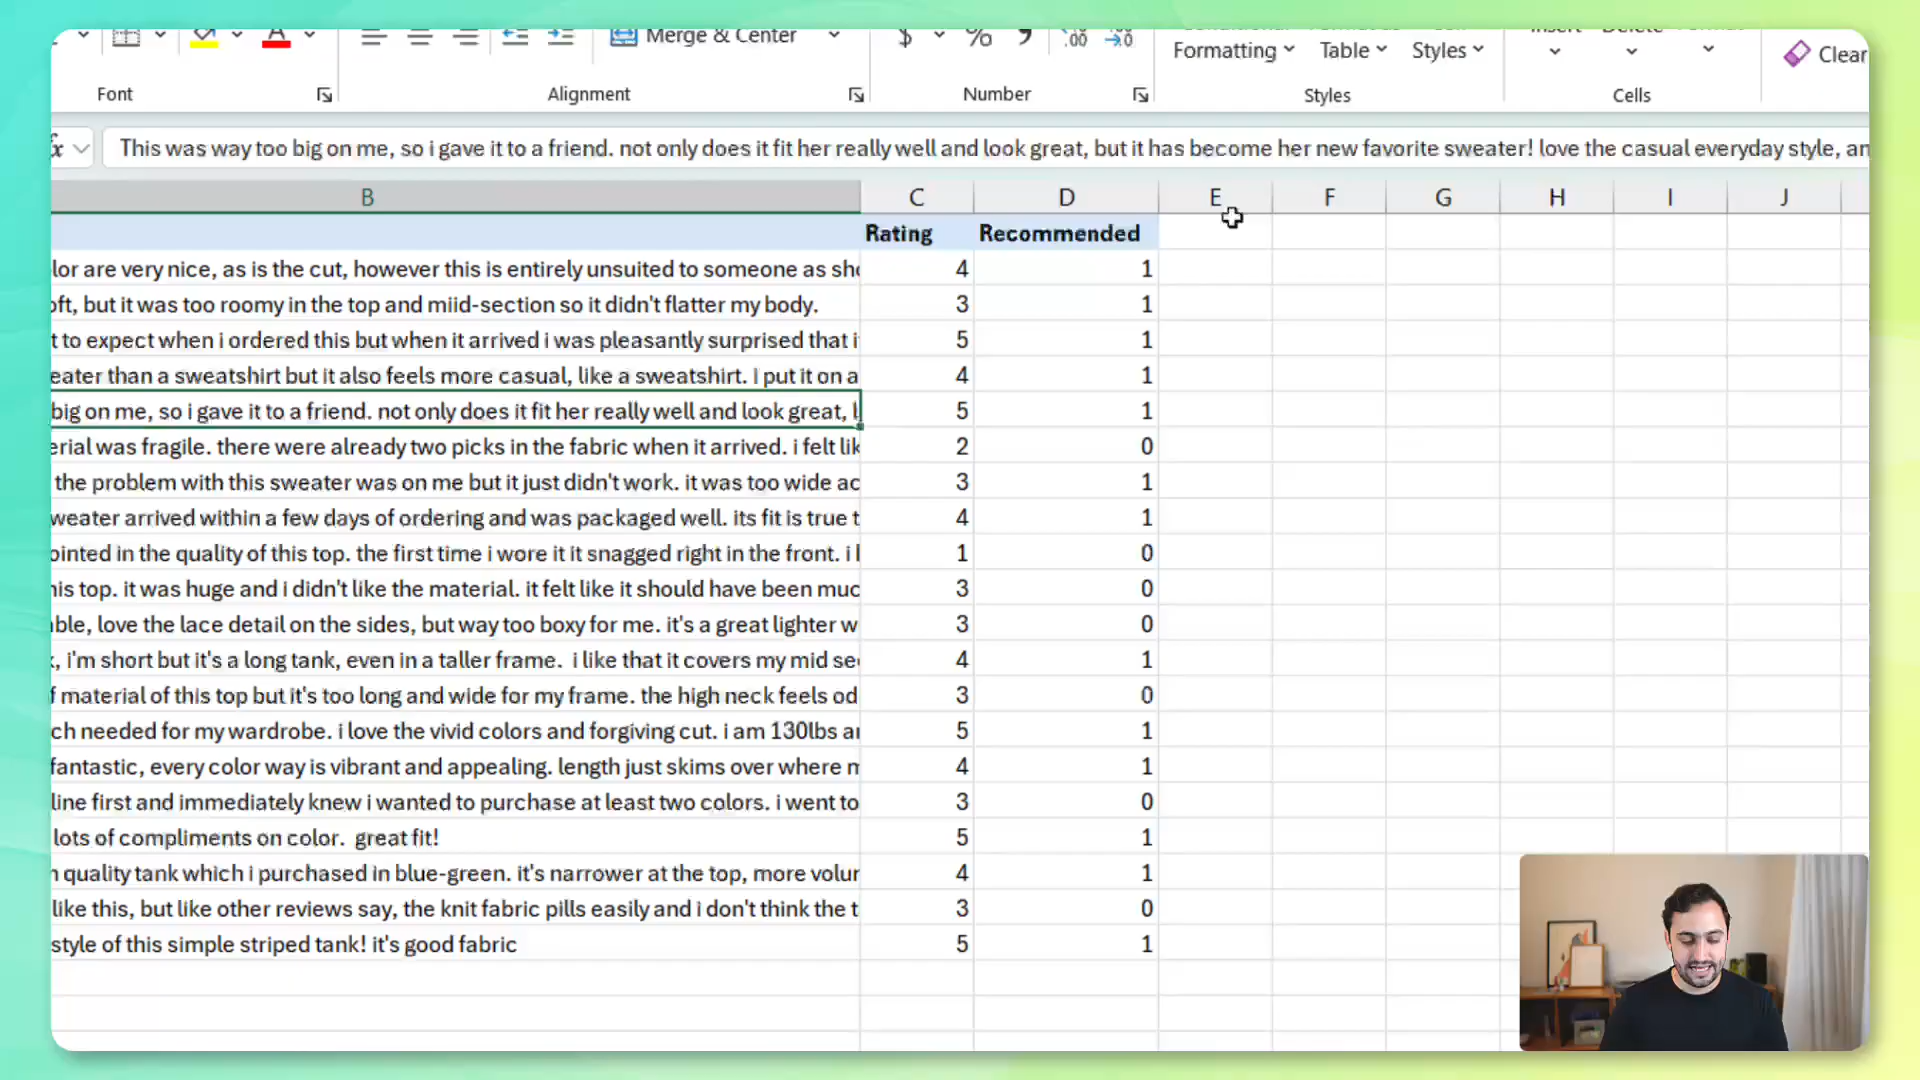 Merge & Center
$ % 9 .00 →.0
Formatting Table Styles Clear
Font Alignment Number Styles Cells
fx This was way too big on me, so i gave it to a friend. not only does it fit her really well and look great, but it has become her new favorite sweater! love the casual everyday style, an
B C D E F G H I J
Rating Recommended
lor are very nice, as is the cut, however this is entirely unsuited to someone as sho 4 1
oft, but it was too roomy in the top and miid-section so it didn't flatter my body. 3 1
t to expect when i ordered this but when it arrived i was pleasantly surprised that i 5 1
eater than a sweatshirt but it also feels more casual, like a sweatshirt. I put it on a 4 1
big on me, so i gave it to a friend. not only does it fit her really well and look great, 5 1
erial was fragile. there were already two picks in the fabric when it arrived. i felt lik 2 0
the problem with this sweater was on me but it just didn't work. it was too wide ac 3 1
weater arrived within a few days of ordering and was packaged well. its fit is true t 4 1
ointed in the quality of this top. the first time i wore it it snagged right in the front. i 1 0
his top. it was huge and i didn't like the material. it felt like it should have been muc 3 0
able, love the lace detail on the sides, but way too boxy for me. it's a great lighter w 3 0
, i'm short but it's a long tank, even in a taller frame. i like that it covers my mid se 4 1
f material of this top but it's too long and wide for my frame. the high neck feels od 3 0
ch needed for my wardrobe. i love the vivid colors and forgiving cut. i am 130lbs a 5 1
fantastic, every color way is vibrant and appealing. length just skims over where m 4 1
line first and immediately knew i wanted to purchase at least two colors. i went to 3 0
lots of compliments on color. great fit! 5 1
n quality tank which i purchased in blue-green. it's narrower at the top, more volur 4 1
like this, but like other reviews say, the knit fabric pills easily and i don't think the t 3 0
style of this simple striped tank! it's good fabric 5 1